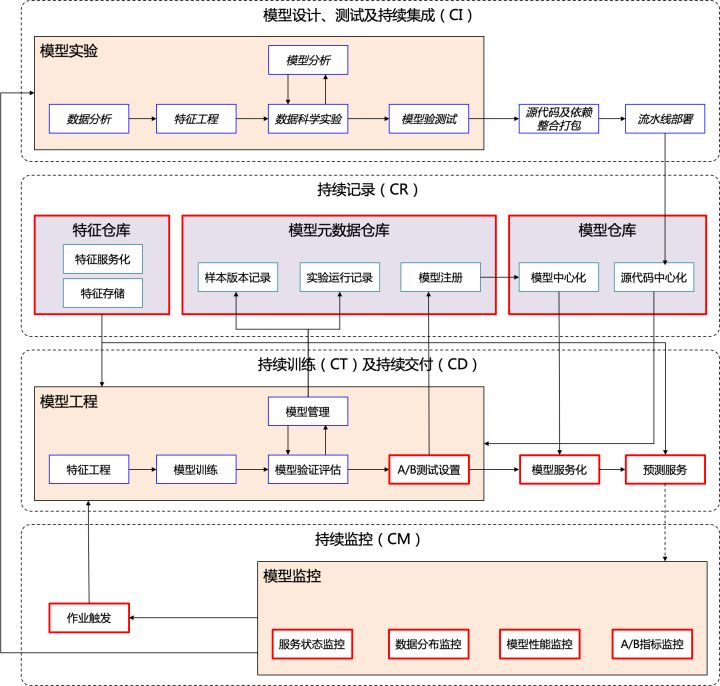 模型设计、测试及持续集成（CI）
模型实验
模型分析
数据分析
特征工程
数据科学实验
模型验测试
源代码及依赖
整合打包
流水线部署
持续记录（CR）
特征仓库
特征服务化
特征存储
模型元数据仓库
样本版本记录
实验运行记录
模型注册
模型仓库
模型中心化
源代码中心化
持续训练（CT）及持续交付（CD）
模型工程
模型管理
特征工程
模型训练
模型验证评估
A/B测试设置
模型服务化
预测服务
持续监控（CM）
模型监控
作业触发
服务状态监控
数据分布监控
模型性能监控
A/B指标监控